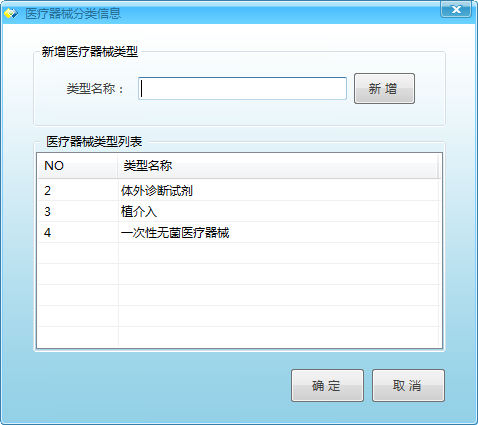 医疗器械分类信息
新增医疗器械类型
类型名称：
新 增
医疗器械类型列表
NO 类型名称
2 体外诊断试剂
3 植介入
4 一次性无菌医疗器械
确 定 取 消